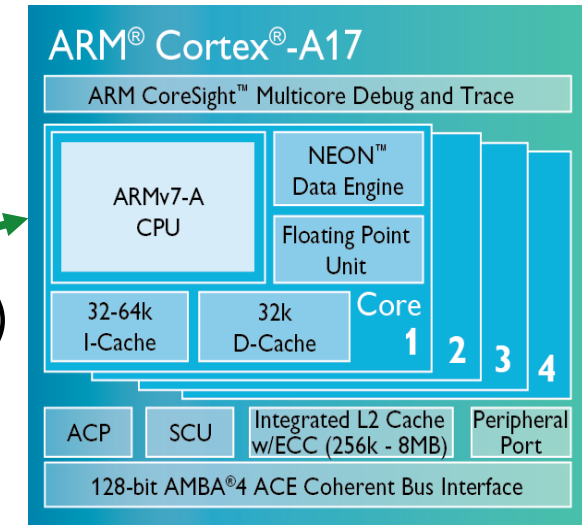 ARM® Cortex®-A17
ARM CoreSight™ Multicore Debug and Trace
ARMv7-A
CPU
NEON™
Data Engine
Floating Point
Unit
32-64k
I-Cache
32k
D-Cache
Core
1
2
3
4
ACP
SCU
Integrated L2 Cache
w/ECC (256k - 8MB)
Peripheral
Port
128-bit AMBA®4 ACE Coherent Bus Interface